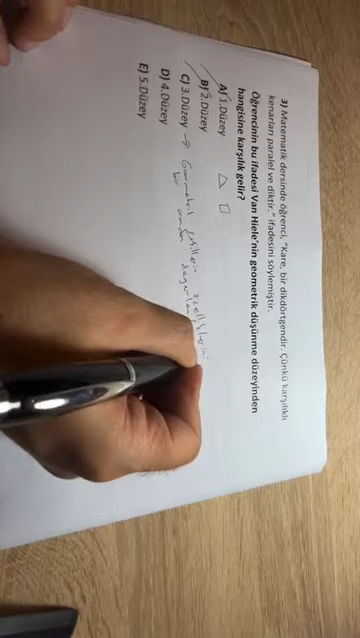 3) Matematik dersinde öğrenci, "Kare, bir dikdörtgendir. Çünkü karşılıklı
kenarları paralel ve diktir." ifadesini söylemiştir.
Öğrencinin bu ifadesi Van Hiele'nin geometrik düşünme düzeyinden
hangisine karşılık gelir?
A) 1.Düzey
B) 2.Düzey
C) 3.Düzey → Geometrik şekillerin özelliklerini
bir
D) 4.Düzey
E) 5.Düzey